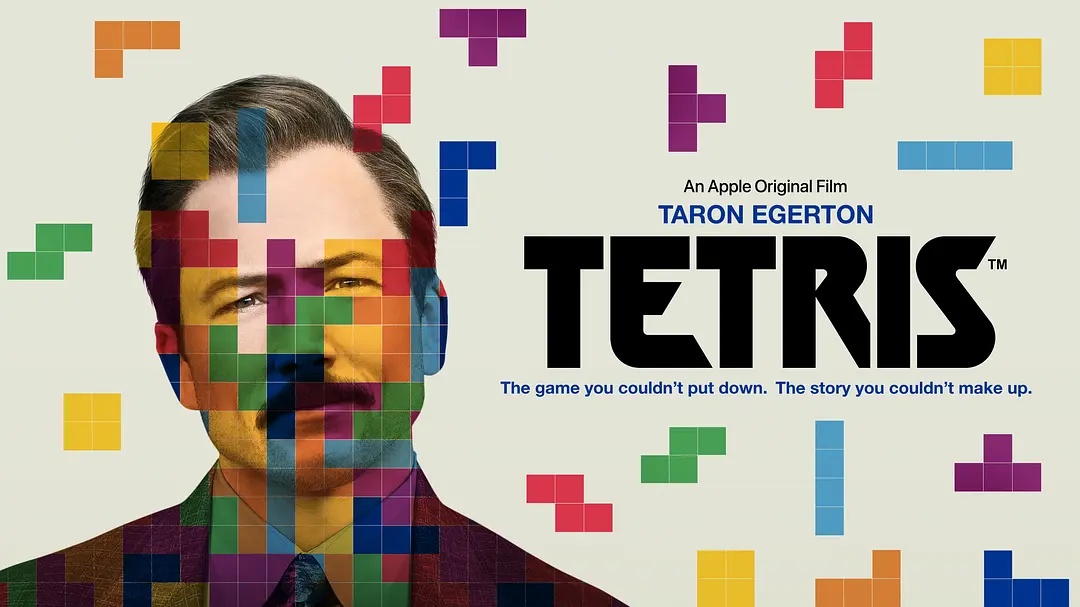 An Apple Original Film
TARON EGERTON
TETRIS™
The game you couldn't put down. The story you couldn't make up.